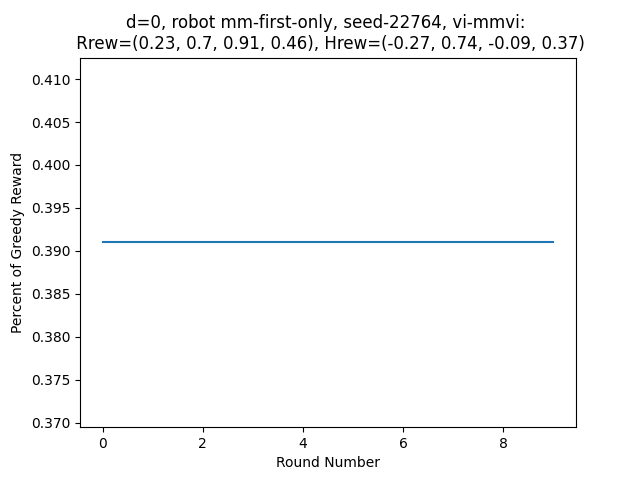 d=0, robot mm-first-only, seed-22764, vi-mmvi:
Rrew=(0.23, 0.7, 0.91, 0.46), Hrew=(-0.27, 0.74, -0.09, 0.37)
0.410
0.405
0.400
0.395
0.390
0.385
0.380
0.375
0.370
Percent of Greedy Reward
0 2 4 6 8
Round Number